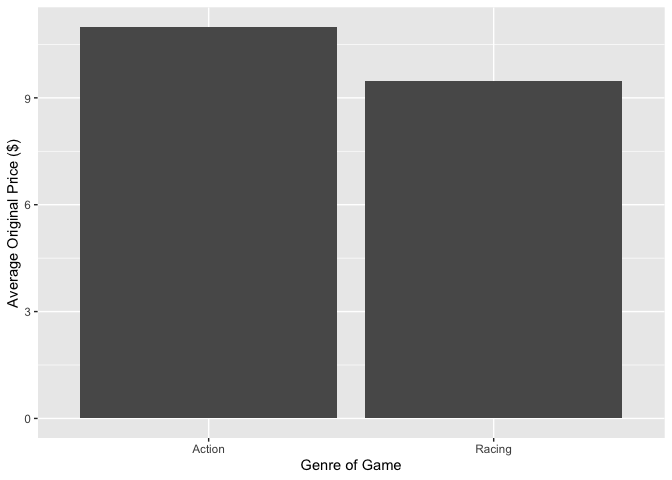 Average Original Price ($)
9
6
3
0
Action
Racing
Genre of Game